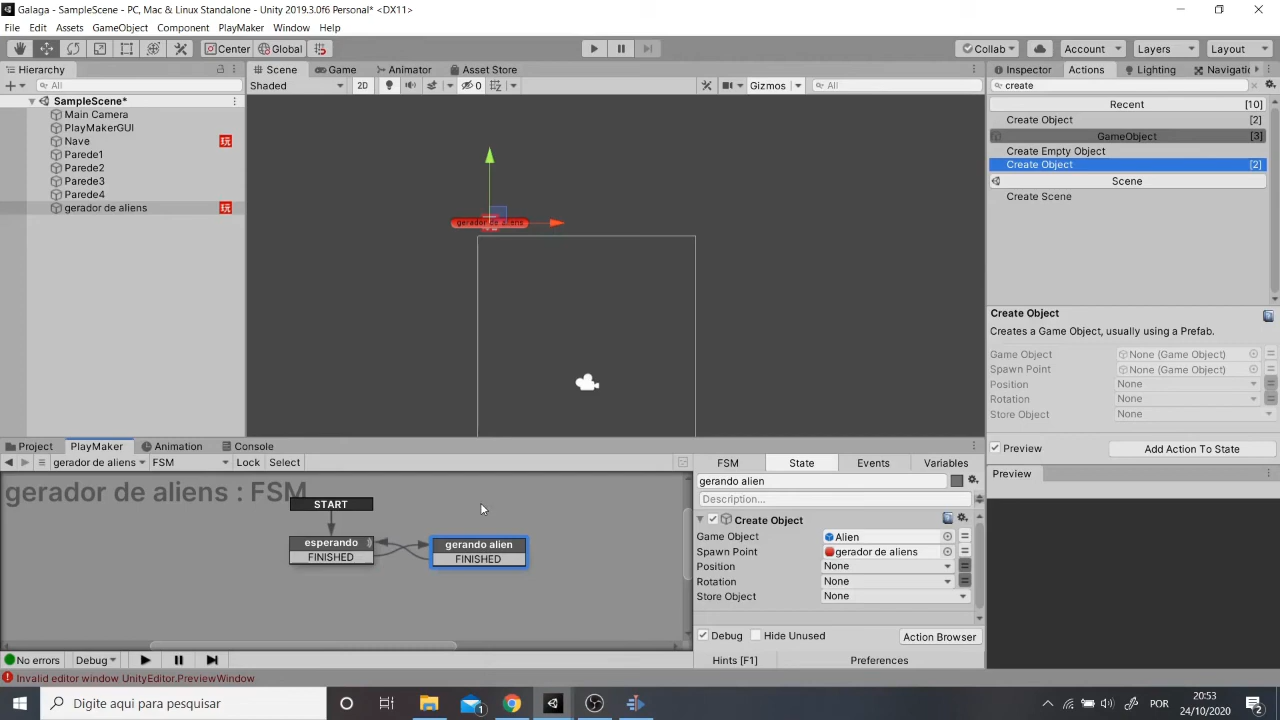 Galaga - SampleScene - PC, Mac & Linux Standalone - Unity 2019.3.0f6 Personal* <DX11>
File Edit Assets GameObject Component PlayMaker Window Help
Center Global Collab Account Layers Layout
Hierarchy Scene Game Animator Asset Store Inspector Actions Lighting Navigatic
All Shaded 2D 0 Gizmos All create
SampleScene*
Main Camera
PlayMakerGUI
Nave 玩
Parede1
Parede2
Parede3
Parede4
gerador de aliens 玩
gerador de aliens
Recent [10]
Create Object [2]
GameObject [3]
Create Empty Object
Create Object [2]
Scene
Create Scene
Create Object
Creates a Game Object, usually using a Prefab.
Game Object None (Game Object)
Spawn Point None (Game Object)
Position None
Rotation None
Store Object None
Preview Add Action To State
Preview
Project PlayMaker Animation Console
gerador de aliens FSM Lock Select
gerador de aliens : FSM
START
esperando
FINISHED
gerando alien
FINISHED
FSM State Events Variables
gerando alien
Description...
Create Object
Game Object Alien
Spawn Point gerador de aliens
Position None
Rotation None
Store Object None
Debug Hide Unused Action Browser
Hints [F1] Preferences
No errors Debug
Invalid editor window UnityEditor.PreviewWindow
Digite aqui para pesquisar
1
POR
20:53
24/10/2020
2